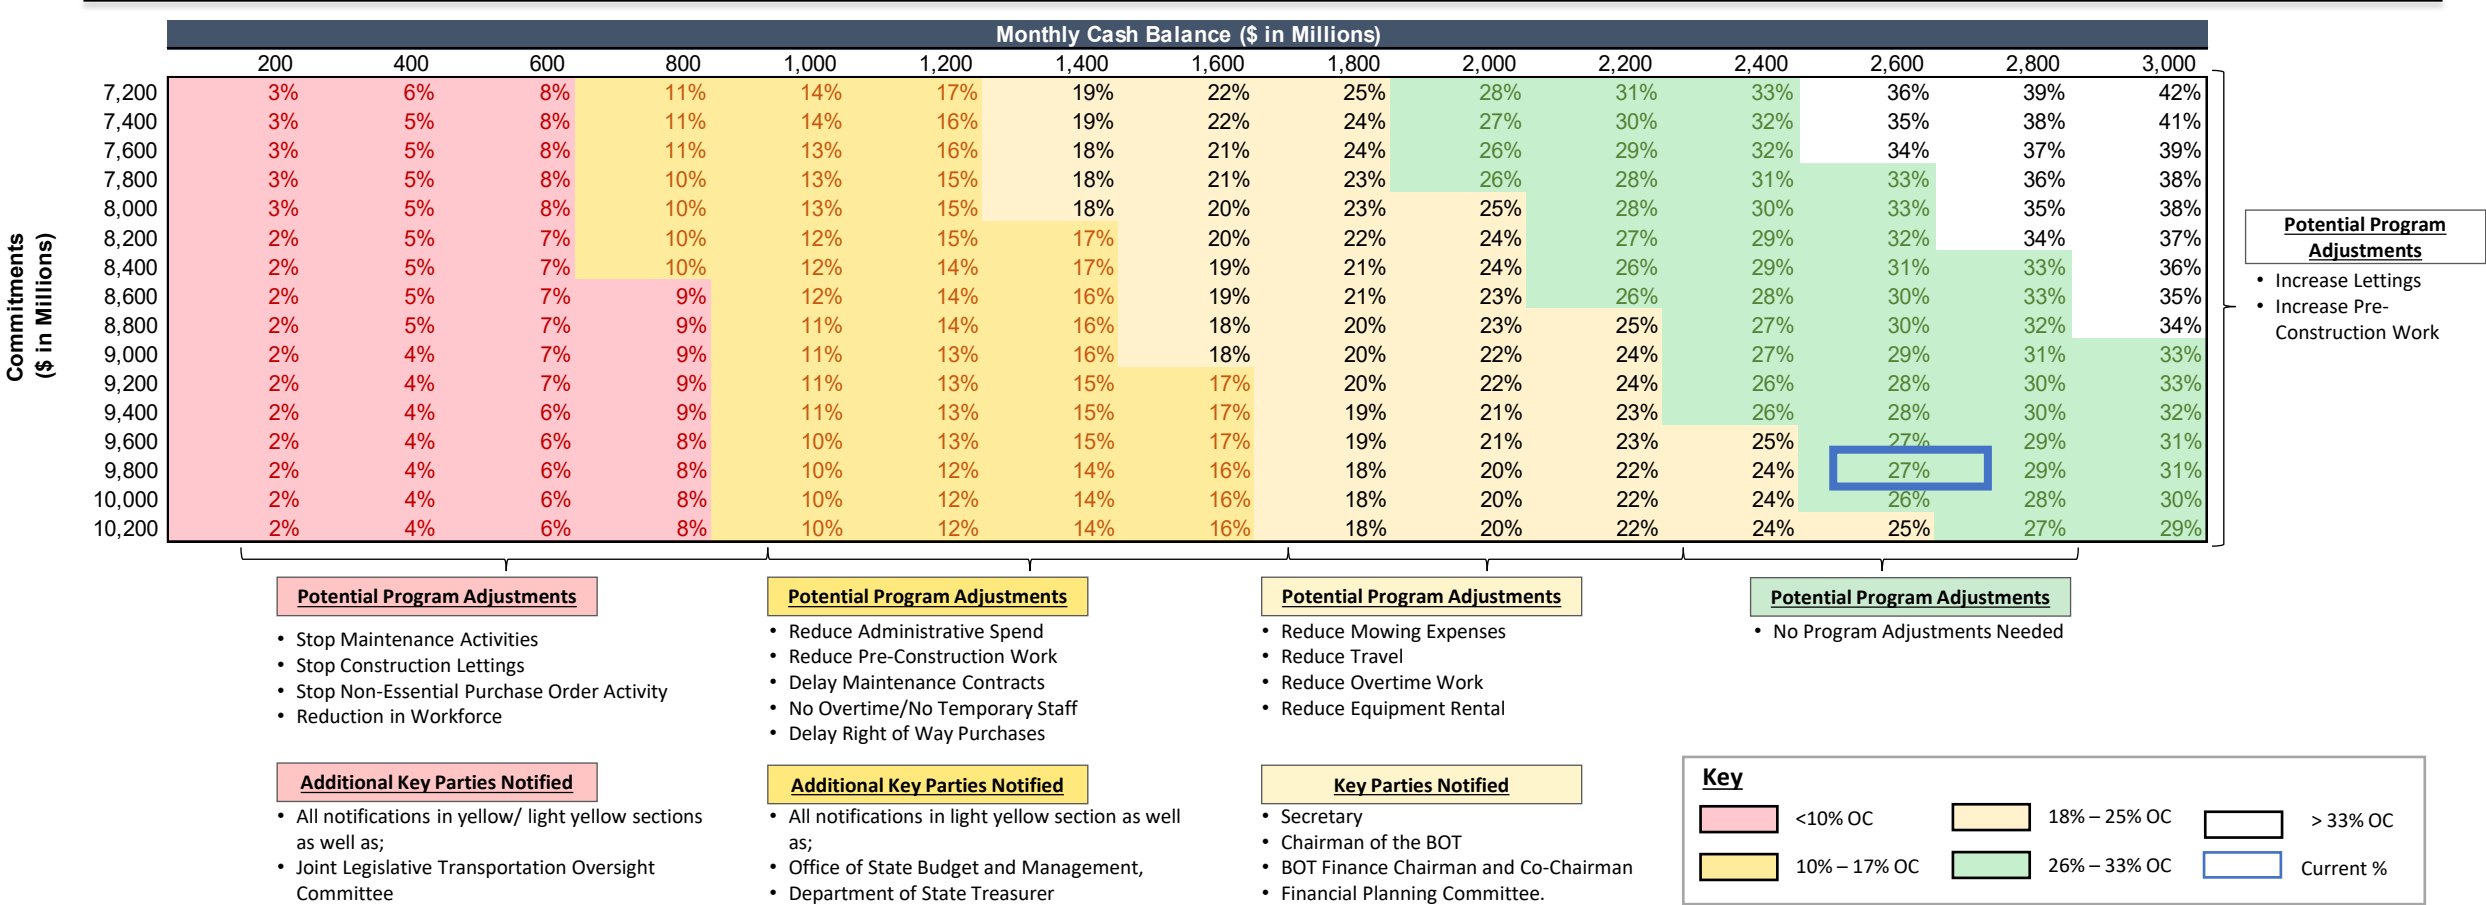 Monthly Cash Balance ($ in Millions)
200 400 600 800 1,000 1,200 1,400 1,600 1,800 2,000 2,200 2,400 2,600 2,800 3,000
Commitments
($ in Millions)
7,200 3% 6% 8% 11% 14% 17% 19% 22% 25% 28% 31% 33% 36% 39% 42%
7,400 3% 5% 8% 11% 14% 16% 19% 22% 24% 27% 30% 32% 35% 38% 41%
7,600 3% 5% 8% 11% 13% 16% 18% 21% 24% 26% 29% 32% 34% 37% 39%
7,800 3% 5% 8% 10% 13% 15% 18% 21% 23% 26% 28% 31% 33% 36% 38%
8,000 3% 5% 8% 10% 13% 15% 18% 20% 23% 25% 28% 30% 33% 35% 38%
8,200 2% 5% 7% 10% 12% 15% 17% 20% 22% 24% 27% 29% 32% 34% 37%
8,400 2% 5% 7% 10% 12% 14% 17% 19% 21% 24% 26% 29% 31% 33% 36%
8,600 2% 5% 7% 9% 12% 14% 16% 19% 21% 23% 26% 28% 30% 33% 35%
8,800 2% 5% 7% 9% 11% 14% 16% 18% 20% 23% 25% 27% 30% 32% 34%
9,000 2% 4% 7% 9% 11% 13% 16% 18% 20% 22% 24% 27% 29% 31% 33%
9,200 2% 4% 7% 9% 11% 13% 15% 17% 20% 22% 24% 26% 28% 30% 33%
9,400 2% 4% 6% 9% 11% 13% 15% 17% 19% 21% 23% 26% 28% 30% 32%
9,600 2% 4% 6% 8% 10% 13% 15% 17% 19% 21% 23% 25% 27% 29% 31%
9,800 2% 4% 6% 8% 10% 12% 14% 16% 18% 20% 22% 24% 27% 29% 31%
10,000 2% 4% 6% 8% 10% 12% 14% 16% 18% 20% 22% 24% 26% 28% 30%
10,200 2% 4% 6% 8% 10% 12% 14% 16% 18% 20% 22% 24% 25% 27% 29%
Potential Program
Adjustments
• Increase Lettings
• Increase Pre-
Construction Work
Potential Program Adjustments
• Stop Maintenance Activities
• Stop Construction Lettings
• Stop Non-Essential Purchase Order Activity
• Reduction in Workforce
Potential Program Adjustments
• Reduce Administrative Spend
• Reduce Pre-Construction Work
• Delay Maintenance Contracts
• No Overtime/No Temporary Staff
• Delay Right of Way Purchases
Potential Program Adjustments
• Reduce Mowing Expenses
• Reduce Travel
• Reduce Overtime Work
• Reduce Equipment Rental
Potential Program Adjustments
• No Program Adjustments Needed
Additional Key Parties Notified
• All notifications in yellow/ light yellow sections
as well as;
• Joint Legislative Transportation Oversight
Committee
Additional Key Parties Notified
• All notifications in light yellow section as well
as;
• Office of State Budget and Management,
• Department of State Treasurer
Key Parties Notified
• Secretary
• Chairman of the BOT
• BOT Finance Chairman and Co-Chairman
• Financial Planning Committee.
Key
<10% OC
18% – 25% OC
> 33% OC
10% – 17% OC
26% – 33% OC
Current %